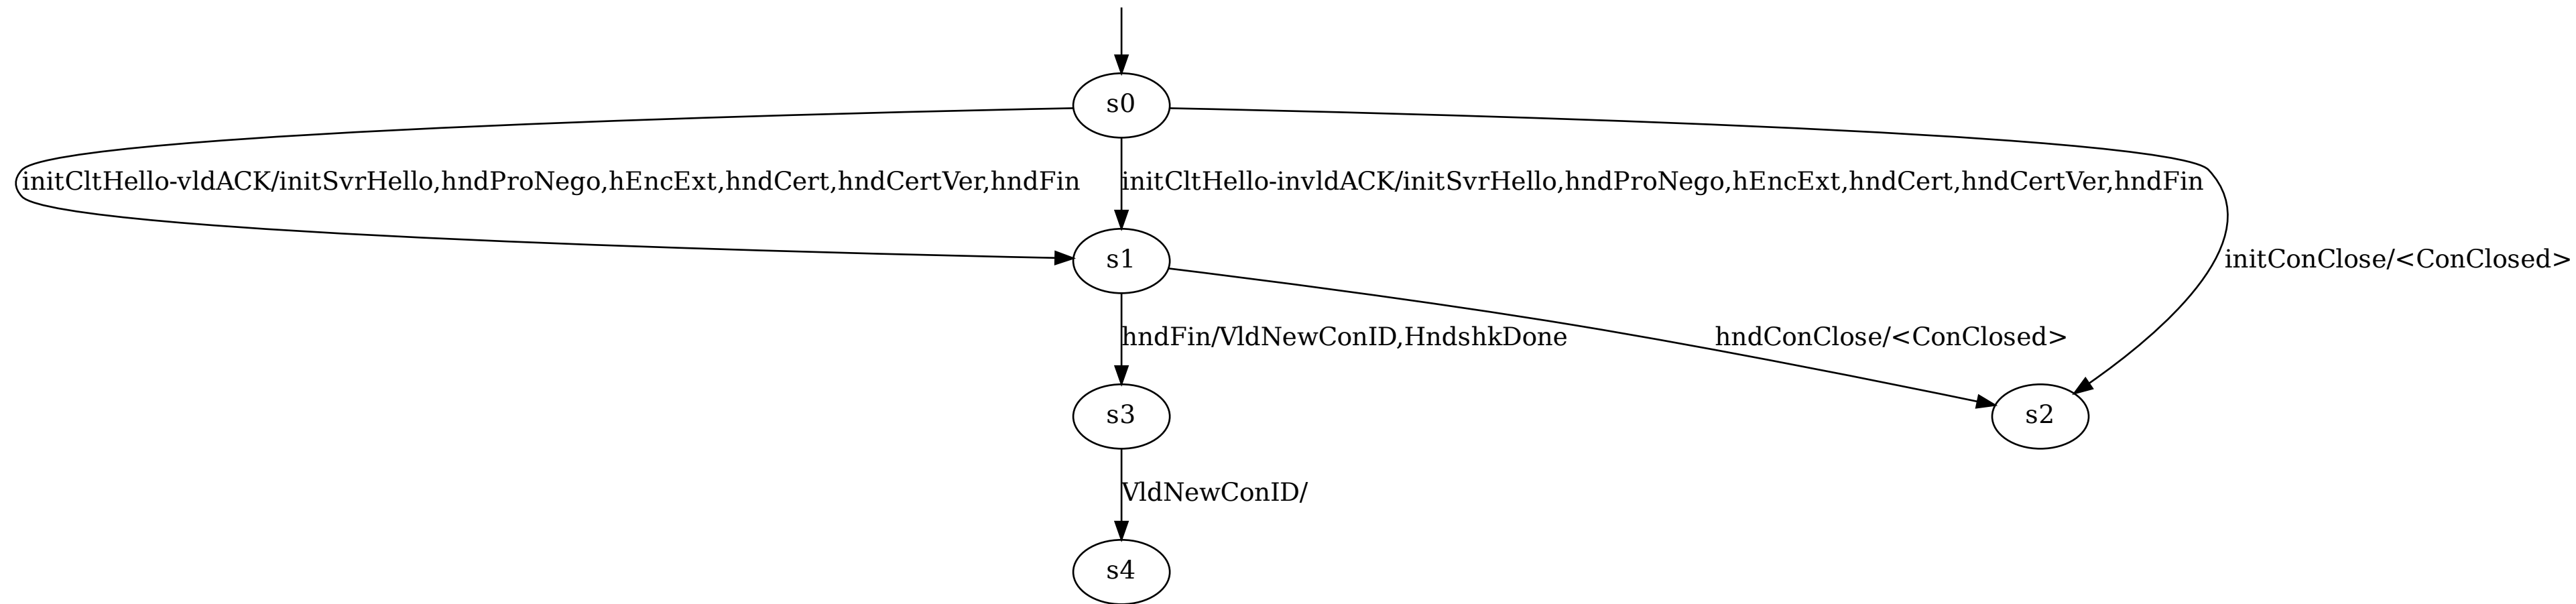 s0
initCltHello-vldACK/initSvrHello,hndProNego,hEncExt,hndCert,hndCertVer,hndFin
initCltHello-invldACK/initSvrHello,hndProNego,hEncExt,hndCert,hndCertVer,hndFin
s1
initConClose/<ConClosed>
hndFin/VldNewConID,HndshkDone
hndConClose/<ConClosed>
s3
s2
VldNewConID/
s4